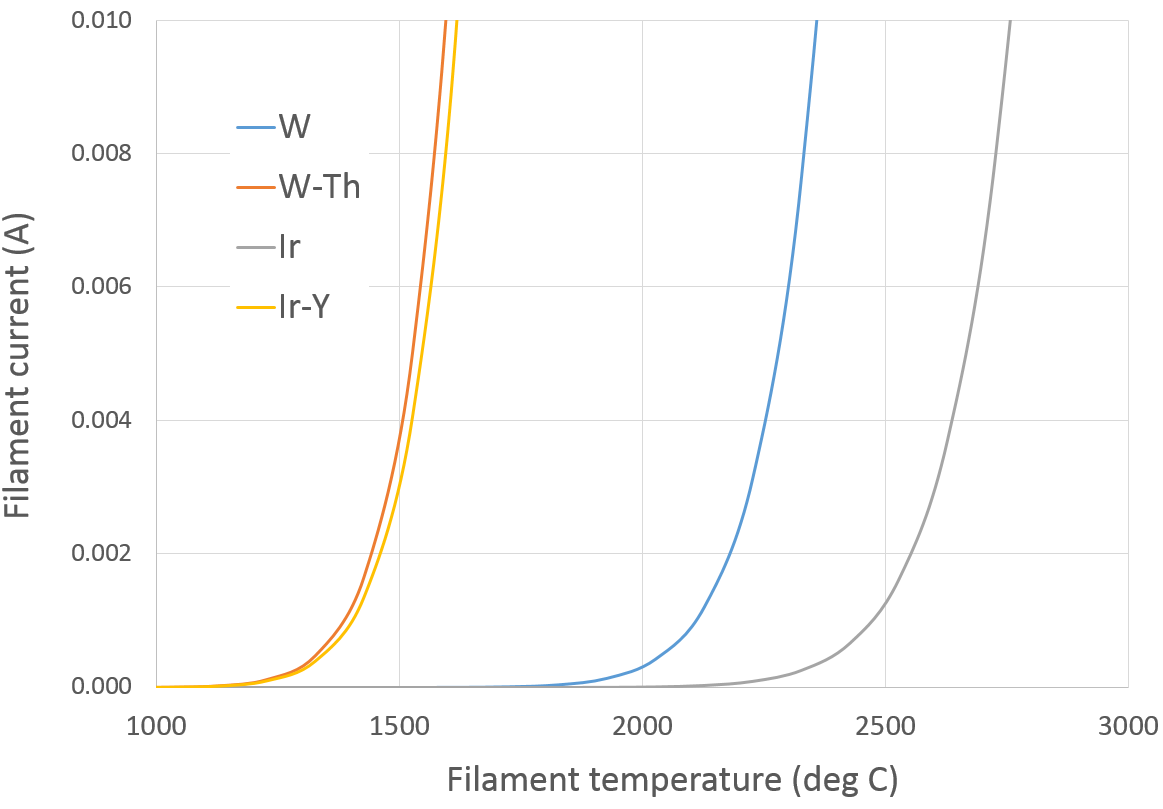 0.010
0.008
0.006
0.004
0.002
0.000
Filament current (A)
W
W-Th
Ir
Ir-Y
1000 1500 2000 2500 3000
Filament temperature (deg C)